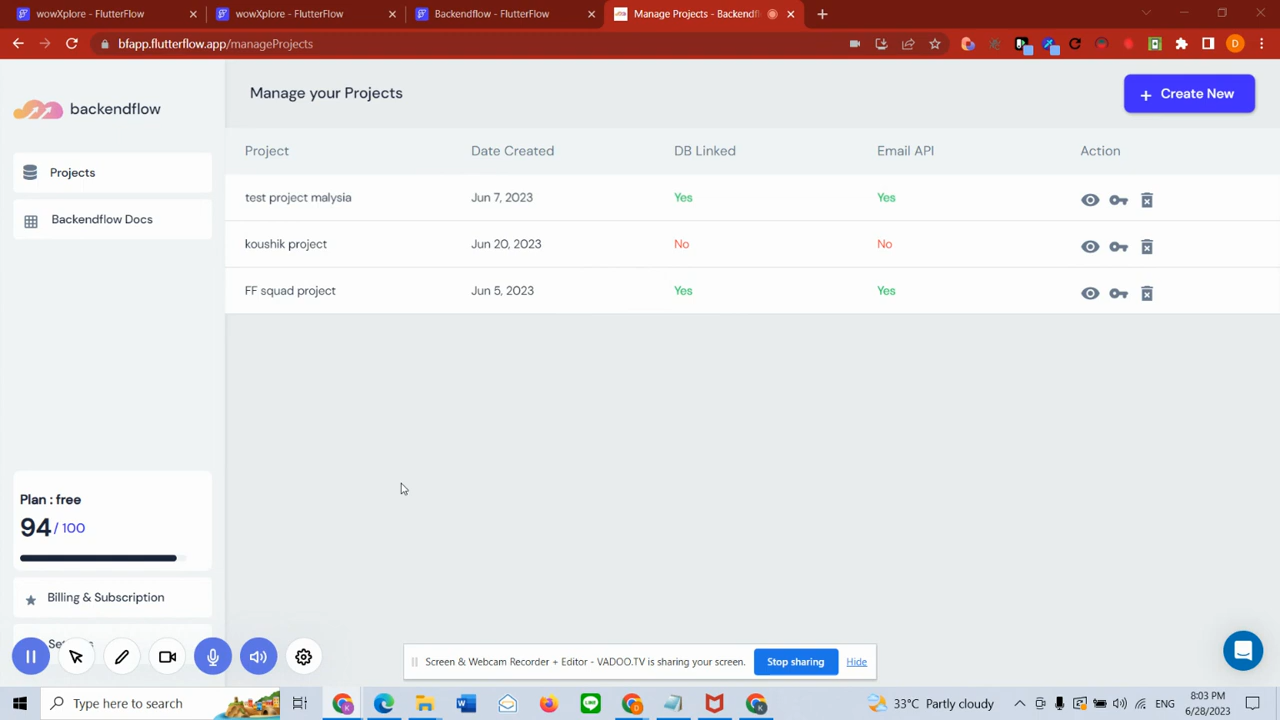 wowXplore - FlutterFlow
wowXplore - FlutterFlow
Backendflow - FlutterFlow
Manage Projects - Backendfl
bfapp.flutterflow.app/manageProjects
D
backendflow
Manage your Projects
+ Create New
Projects
Backendflow Docs
Project Date Created DB Linked Email API Action
test project malysia Jun 7, 2023 Yes Yes
koushik project Jun 20, 2023 No No
FF squad project Jun 5, 2023 Yes Yes
Plan : free
94 / 100
Billing & Subscription
Screen & Webcam Recorder + Editor - VADOO.TV is sharing your screen. Stop sharing Hide
Type here to search
33°C Partly cloudy
ENG
8:03 PM
6/28/2023